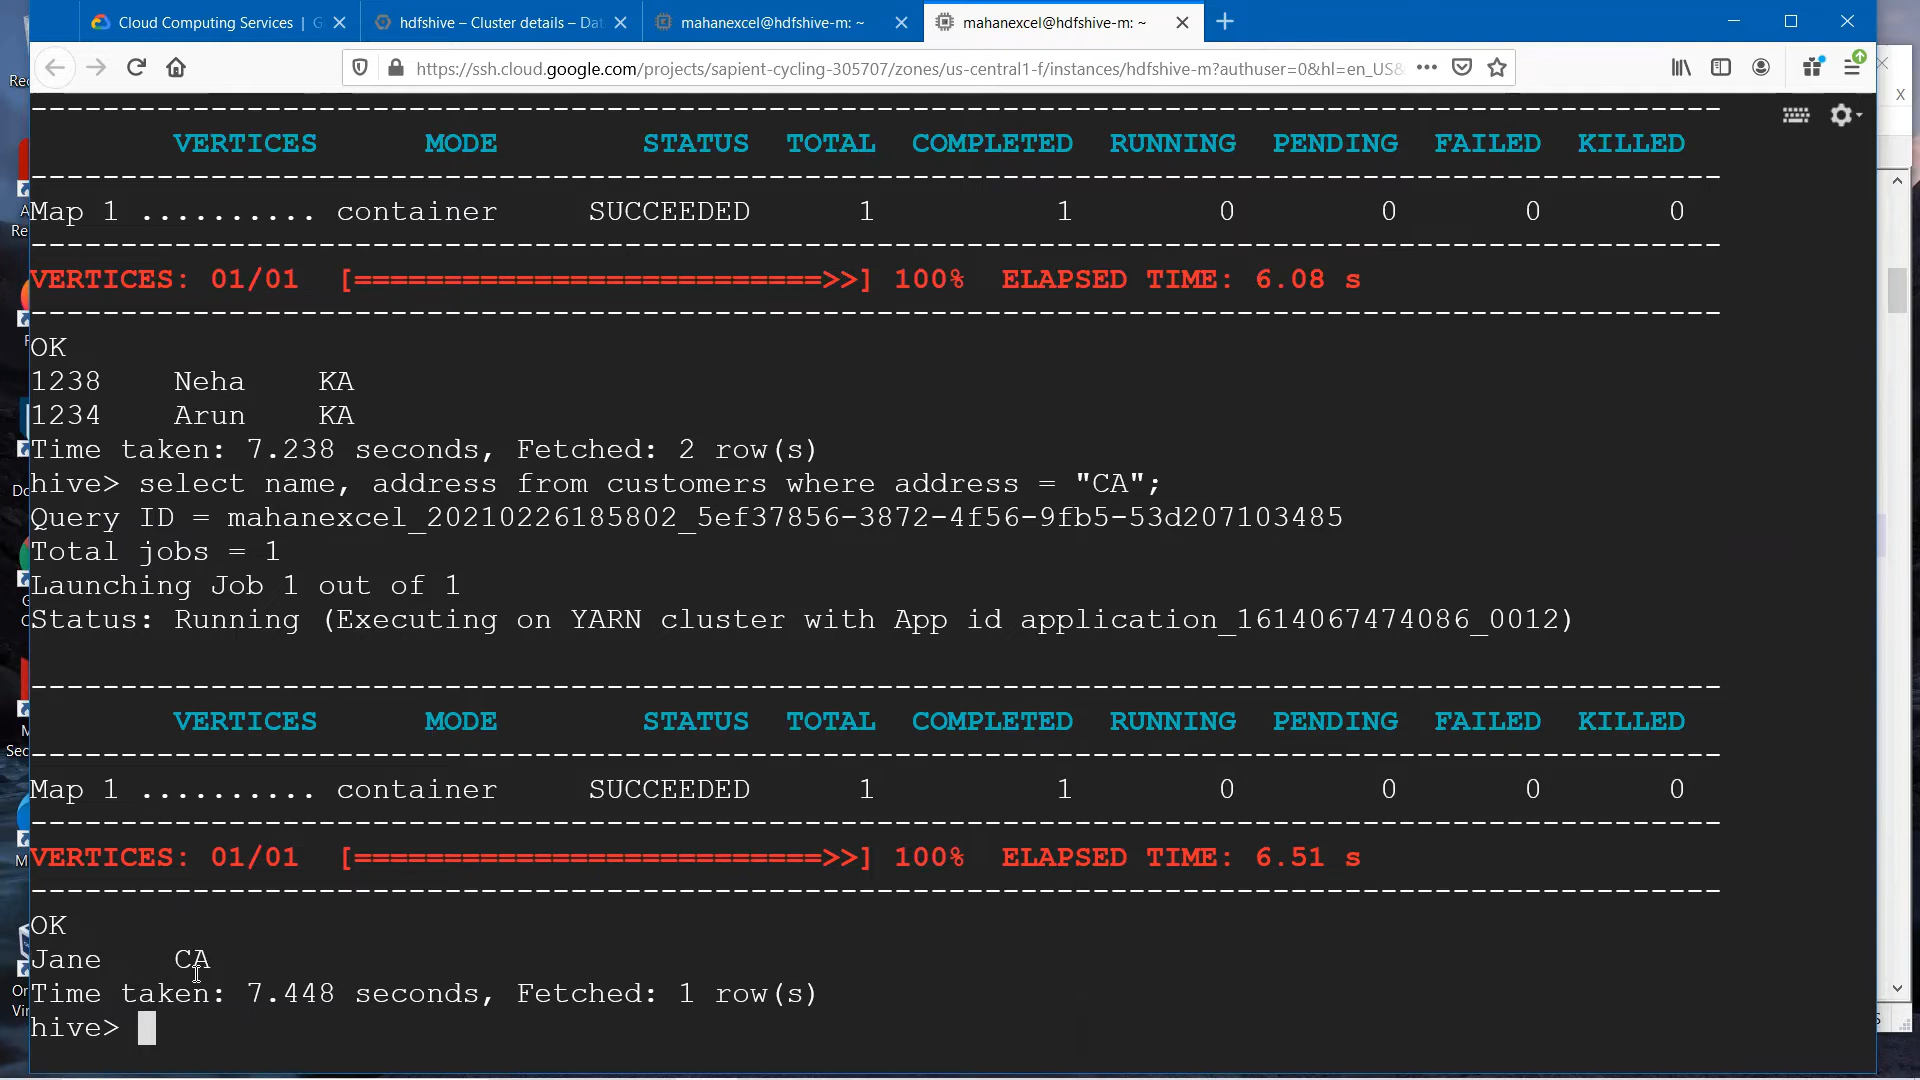 Cloud Computing Services | G
hdfshive – Cluster details – Dat
mahanexcel@hdfshive-m: ~
mahanexcel@hdfshive-m: ~
https://ssh.cloud.google.com/projects/sapient-cycling-305707/zones/us-central1-f/instances/hdfshive-m?authuser=0&hl=en_US&
VERTICES MODE STATUS TOTAL COMPLETED RUNNING PENDING FAILED KILLED
Map 1 .......... container SUCCEEDED 1 1 0 0 0 0
VERTICES: 01/01 [==========================>>] 100% ELAPSED TIME: 6.08 s
OK
1238 Neha KA
1234 Arun KA
Time taken: 7.238 seconds, Fetched: 2 row(s)
hive> select name, address from customers where address = "CA";
Query ID = mahanexcel_20210226185802_5ef37856-3872-4f56-9fb5-53d207103485
Total jobs = 1
Launching Job 1 out of 1
Status: Running (Executing on YARN cluster with App id application_1614067474086_0012)
VERTICES MODE STATUS TOTAL COMPLETED RUNNING PENDING FAILED KILLED
Map 1 .......... container SUCCEEDED 1 1 0 0 0 0
VERTICES: 01/01 [==========================>>] 100% ELAPSED TIME: 6.51 s
OK
Jane CA
Time taken: 7.448 seconds, Fetched: 1 row(s)
hive>